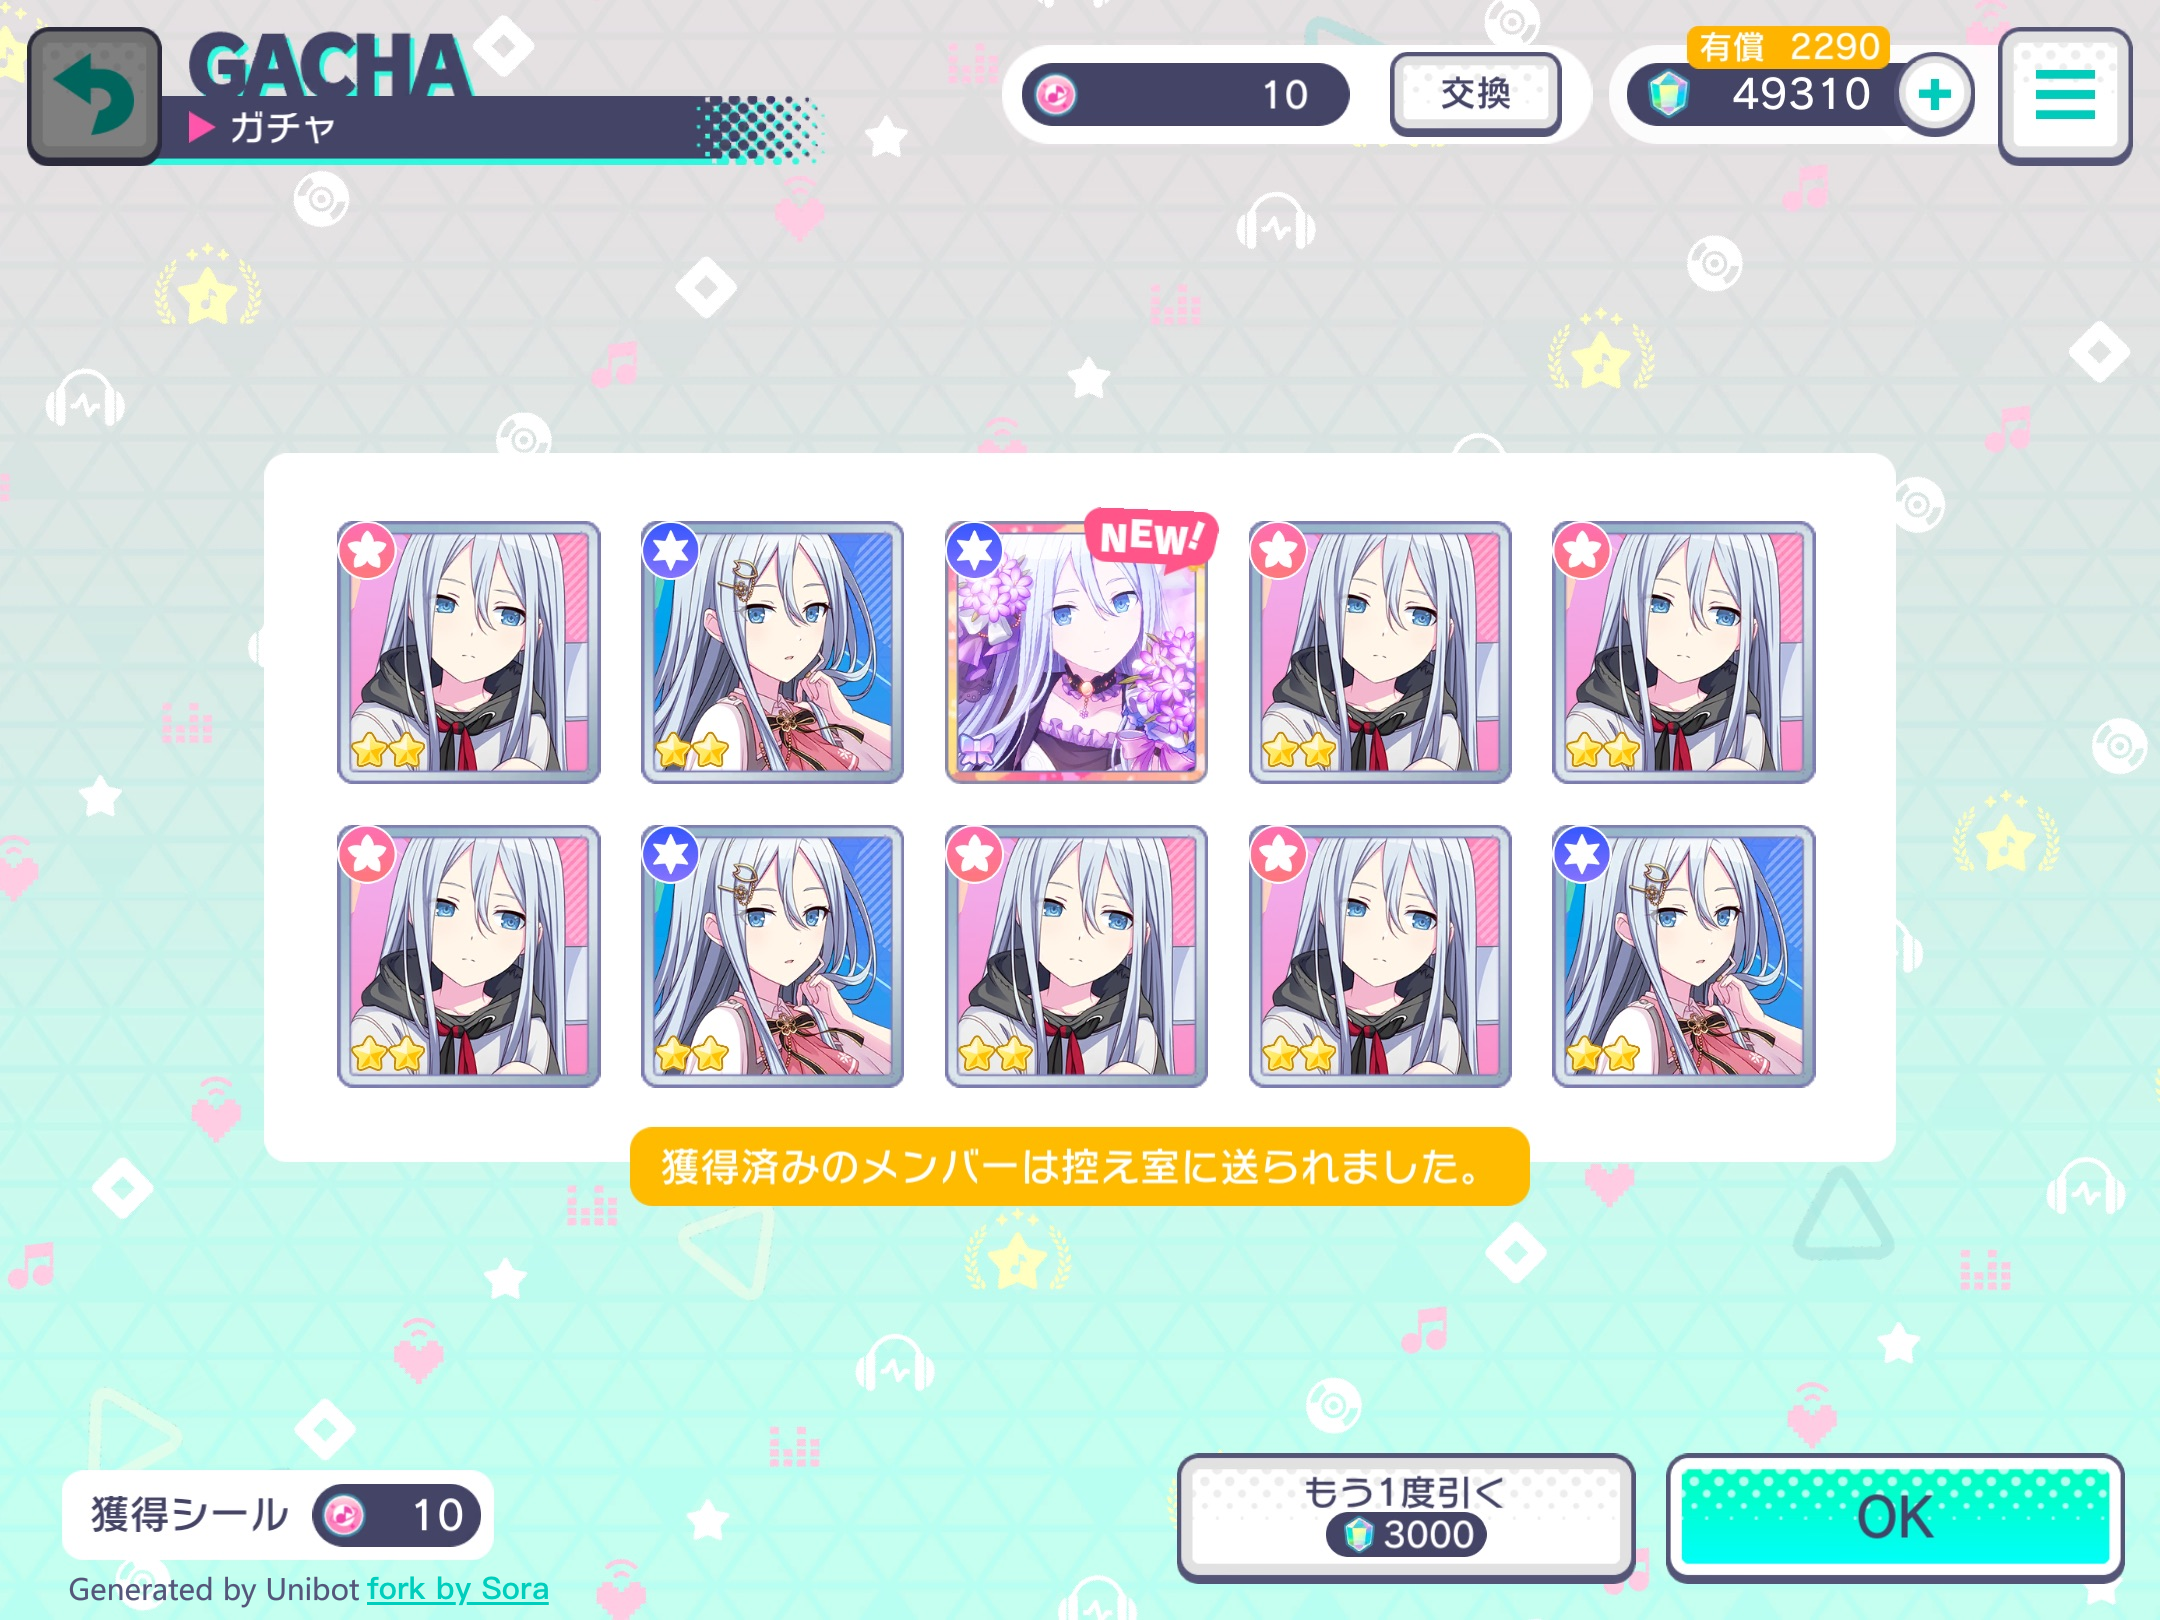 GACHA
ガチャ
10
交換
有償 2290
49310
NEW!
獲得済みのメンバーは控え室に送られました。
獲得シール 10
もう1度引く
3000
OK
Generated by Unibot fork by Sora